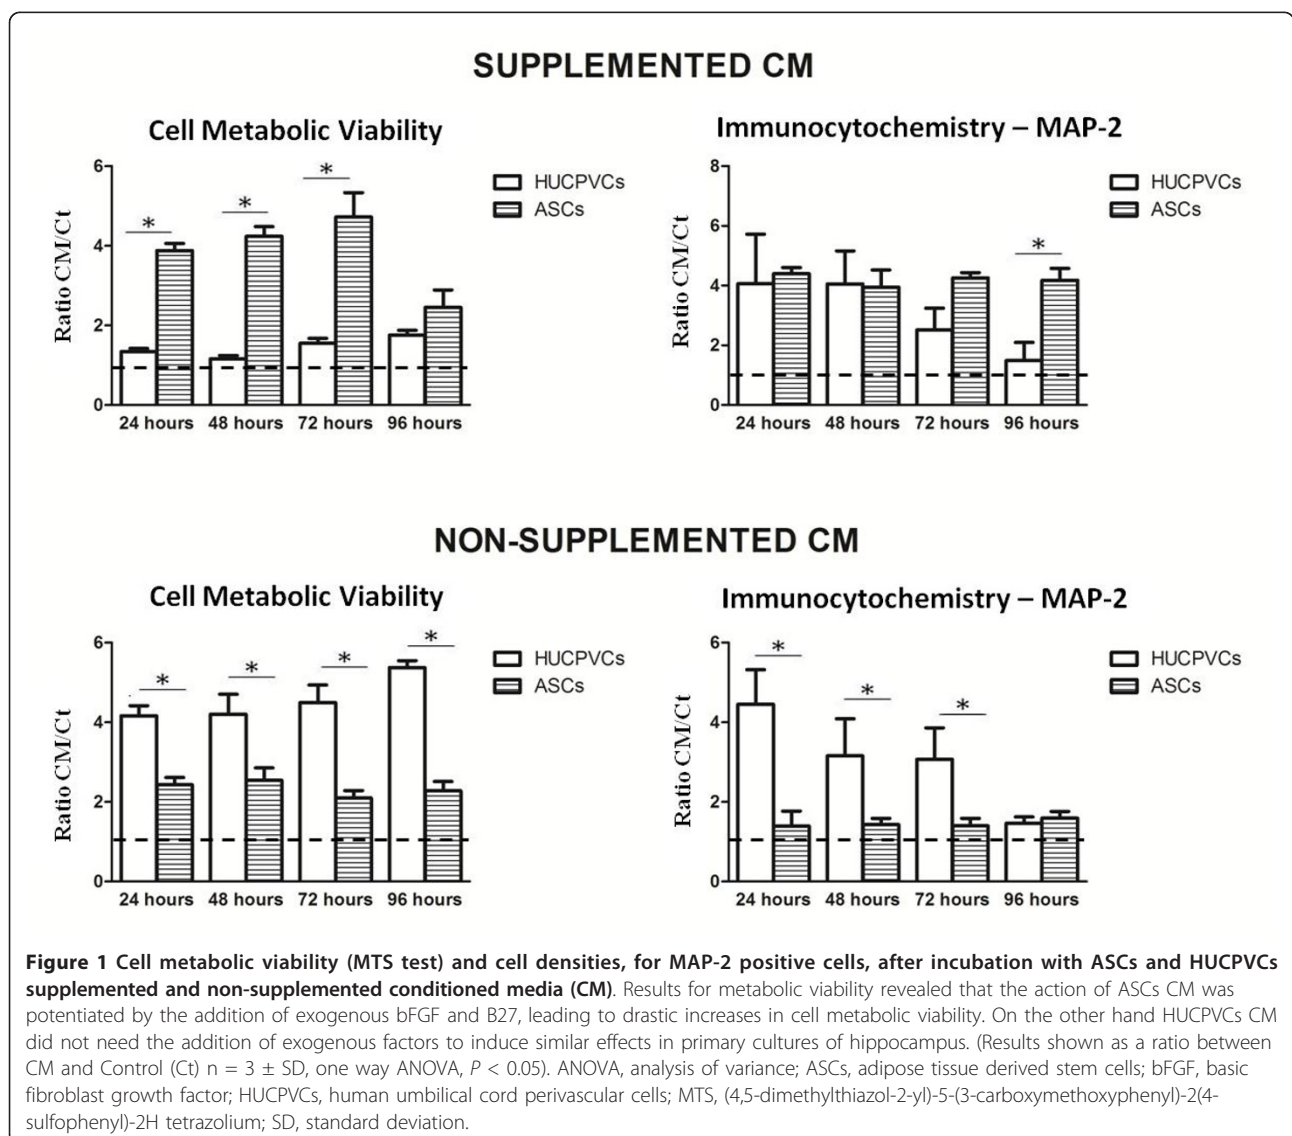 SUPPLEMENTED CM
Cell Metabolic Viability
Ratio CM/Ct
6
4
2
0
*
*
*
HUCPVCs
ASCs
24 hours 48 hours 72 hours 96 hours
Immunocytochemistry – MAP-2
Ratio CM/Ct
8
6
4
2
0
*
HUCPVCs
ASCs
24 hours 48 hours 72 hours 96 hours
NON-SUPPLEMENTED CM
Cell Metabolic Viability
Ratio CM/Ct
6
4
2
0
*
*
*
*
HUCPVCs
ASCs
24 hours 48 hours 72 hours 96 hours
Immunocytochemistry – MAP-2
Ratio CM/Ct
6
4
2
0
*
*
*
HUCPVCs
ASCs
24 hours 48 hours 72 hours 96 hours
Figure 1 Cell metabolic viability (MTS test) and cell densities, for MAP-2 positive cells, after incubation with ASCs and HUCPVCs
supplemented and non-supplemented conditioned media (CM). Results for metabolic viability revealed that the action of ASCs CM was
potentiated by the addition of exogenous bFGF and B27, leading to drastic increases in cell metabolic viability. On the other hand HUCPVCs CM
did not need the addition of exogenous factors to induce similar effects in primary cultures of hippocampus. (Results shown as a ratio between
CM and Control (Ct) n = 3 ± SD, one way ANOVA, P < 0.05). ANOVA, analysis of variance; ASCs, adipose tissue derived stem cells; bFGF, basic
fibroblast growth factor; HUCPVCs, human umbilical cord perivascular cells; MTS, (4,5-dimethylthiazol-2-yl)-5-(3-carboxymethoxyphenyl)-2(4-
sulfophenyl)-2H tetrazolium; SD, standard deviation.